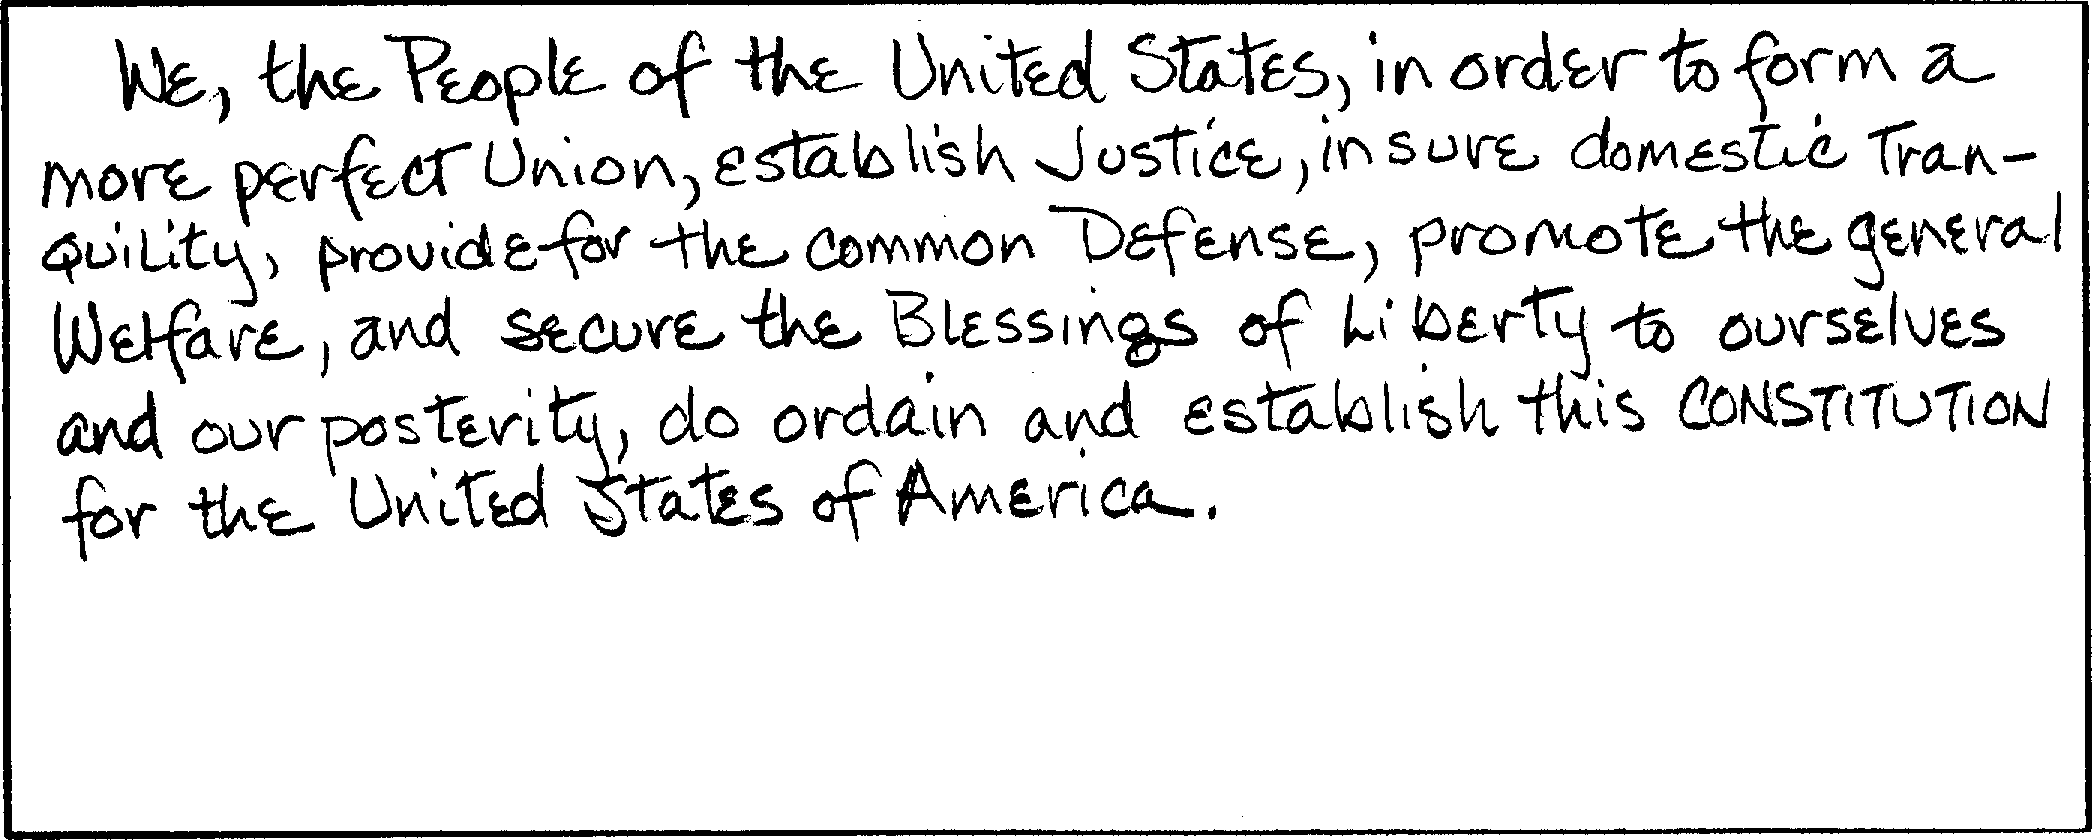 We, the People of the United States, in order to form a
more perfect Union, establish Justice, insure domestic Tran-
quility, provide for the common Defense, promote the general
Welfare, and secure the Blessings of Liberty to ourselves
and our posterity, do ordain and establish this CONSTITUTION
for the United States of America.